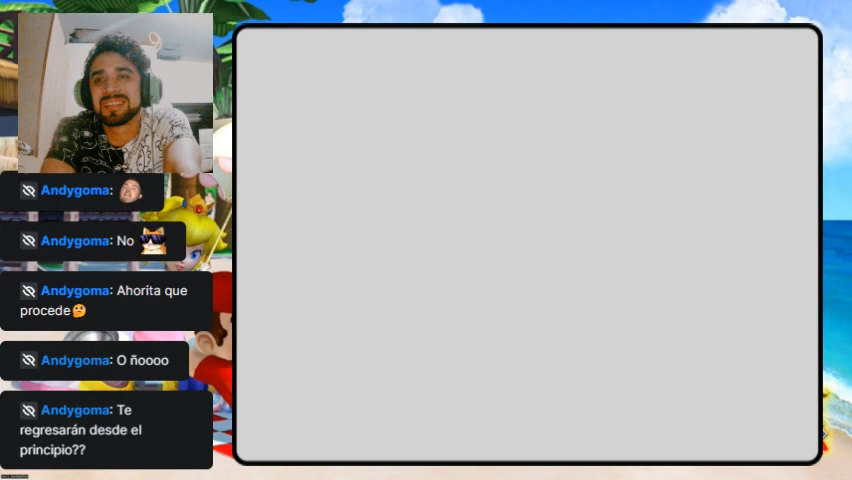 Andygoma:
Andygoma: No
Andygoma: Ahorita que
procede🤔
Andygoma: O ñoooo
Andygoma: Te
regresarán desde el
principio??